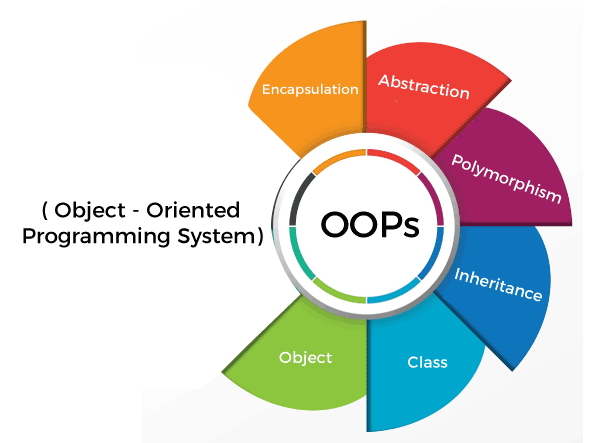 Encapsulation
Abstraction
Polymorphism
( Object - Oriented
Programming System)
OOPs
Inheritance
Object
Class